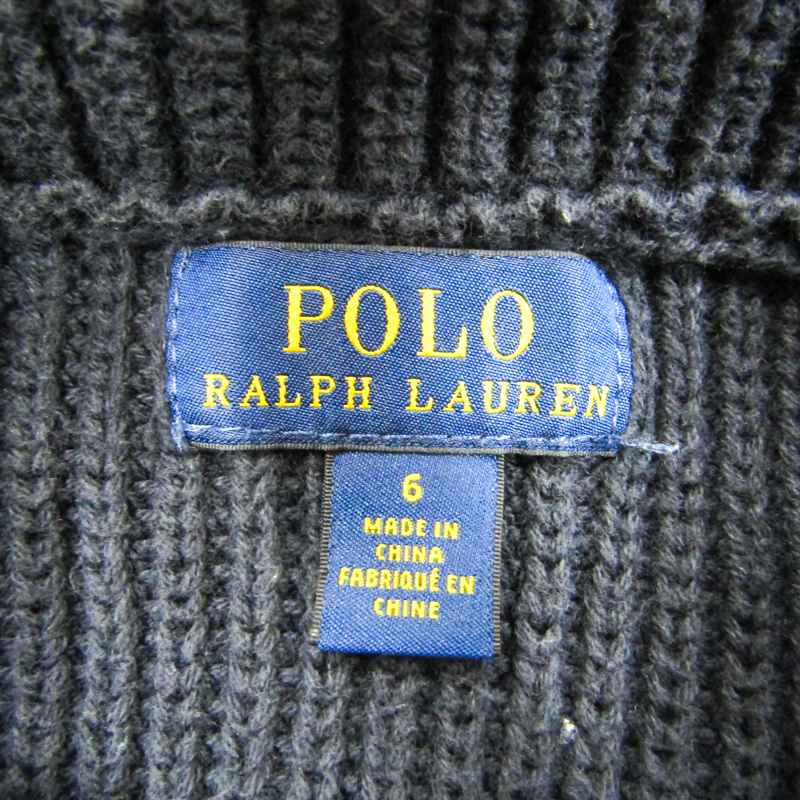 POLO
RALPH LAUREN
6
MADE IN
CHINA
FABRIQUÉ EN
CHINE